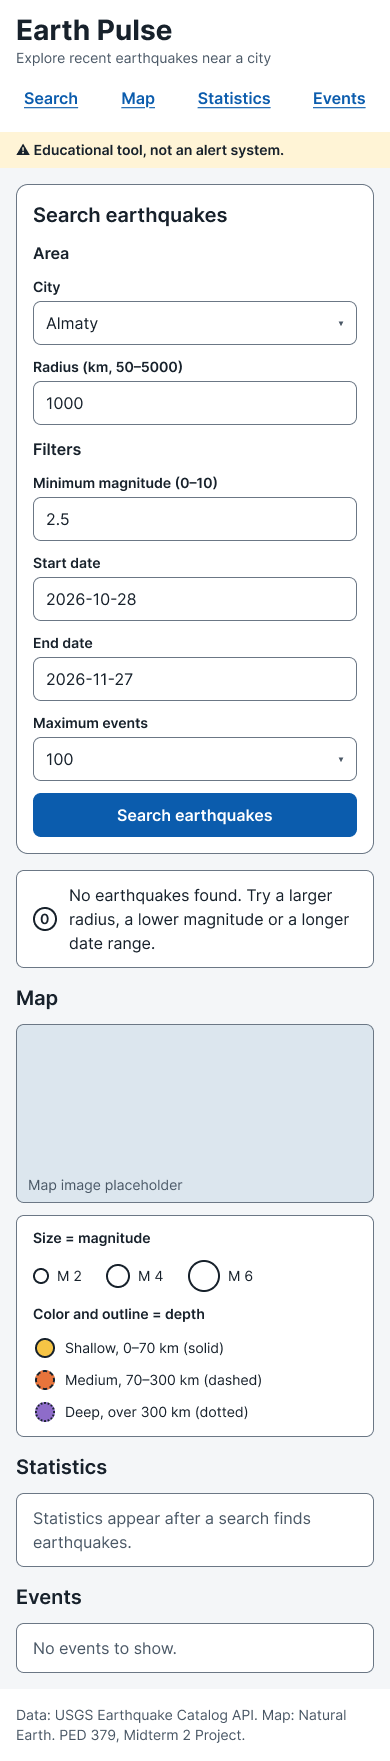 Earth Pulse
Explore recent earthquakes near a city
Search Map Statistics Events
⚠ Educational tool, not an alert system.
Search earthquakes
Area
City
Almaty
Radius (km, 50–5000)
1000
Filters
Minimum magnitude (0–10)
2.5
Start date
2026-10-28
End date
2026-11-27
Maximum events
100
Search earthquakes
0
No earthquakes found. Try a larger
radius, a lower magnitude or a longer
date range.
Map
Map image placeholder
Size = magnitude
M 2 M 4 M 6
Color and outline = depth
Shallow, 0–70 km (solid)
Medium, 70–300 km (dashed)
Deep, over 300 km (dotted)
Statistics
Statistics appear after a search finds
earthquakes.
Events
No events to show.
Data: USGS Earthquake Catalog API. Map: Natural
Earth. PED 379, Midterm 2 Project.